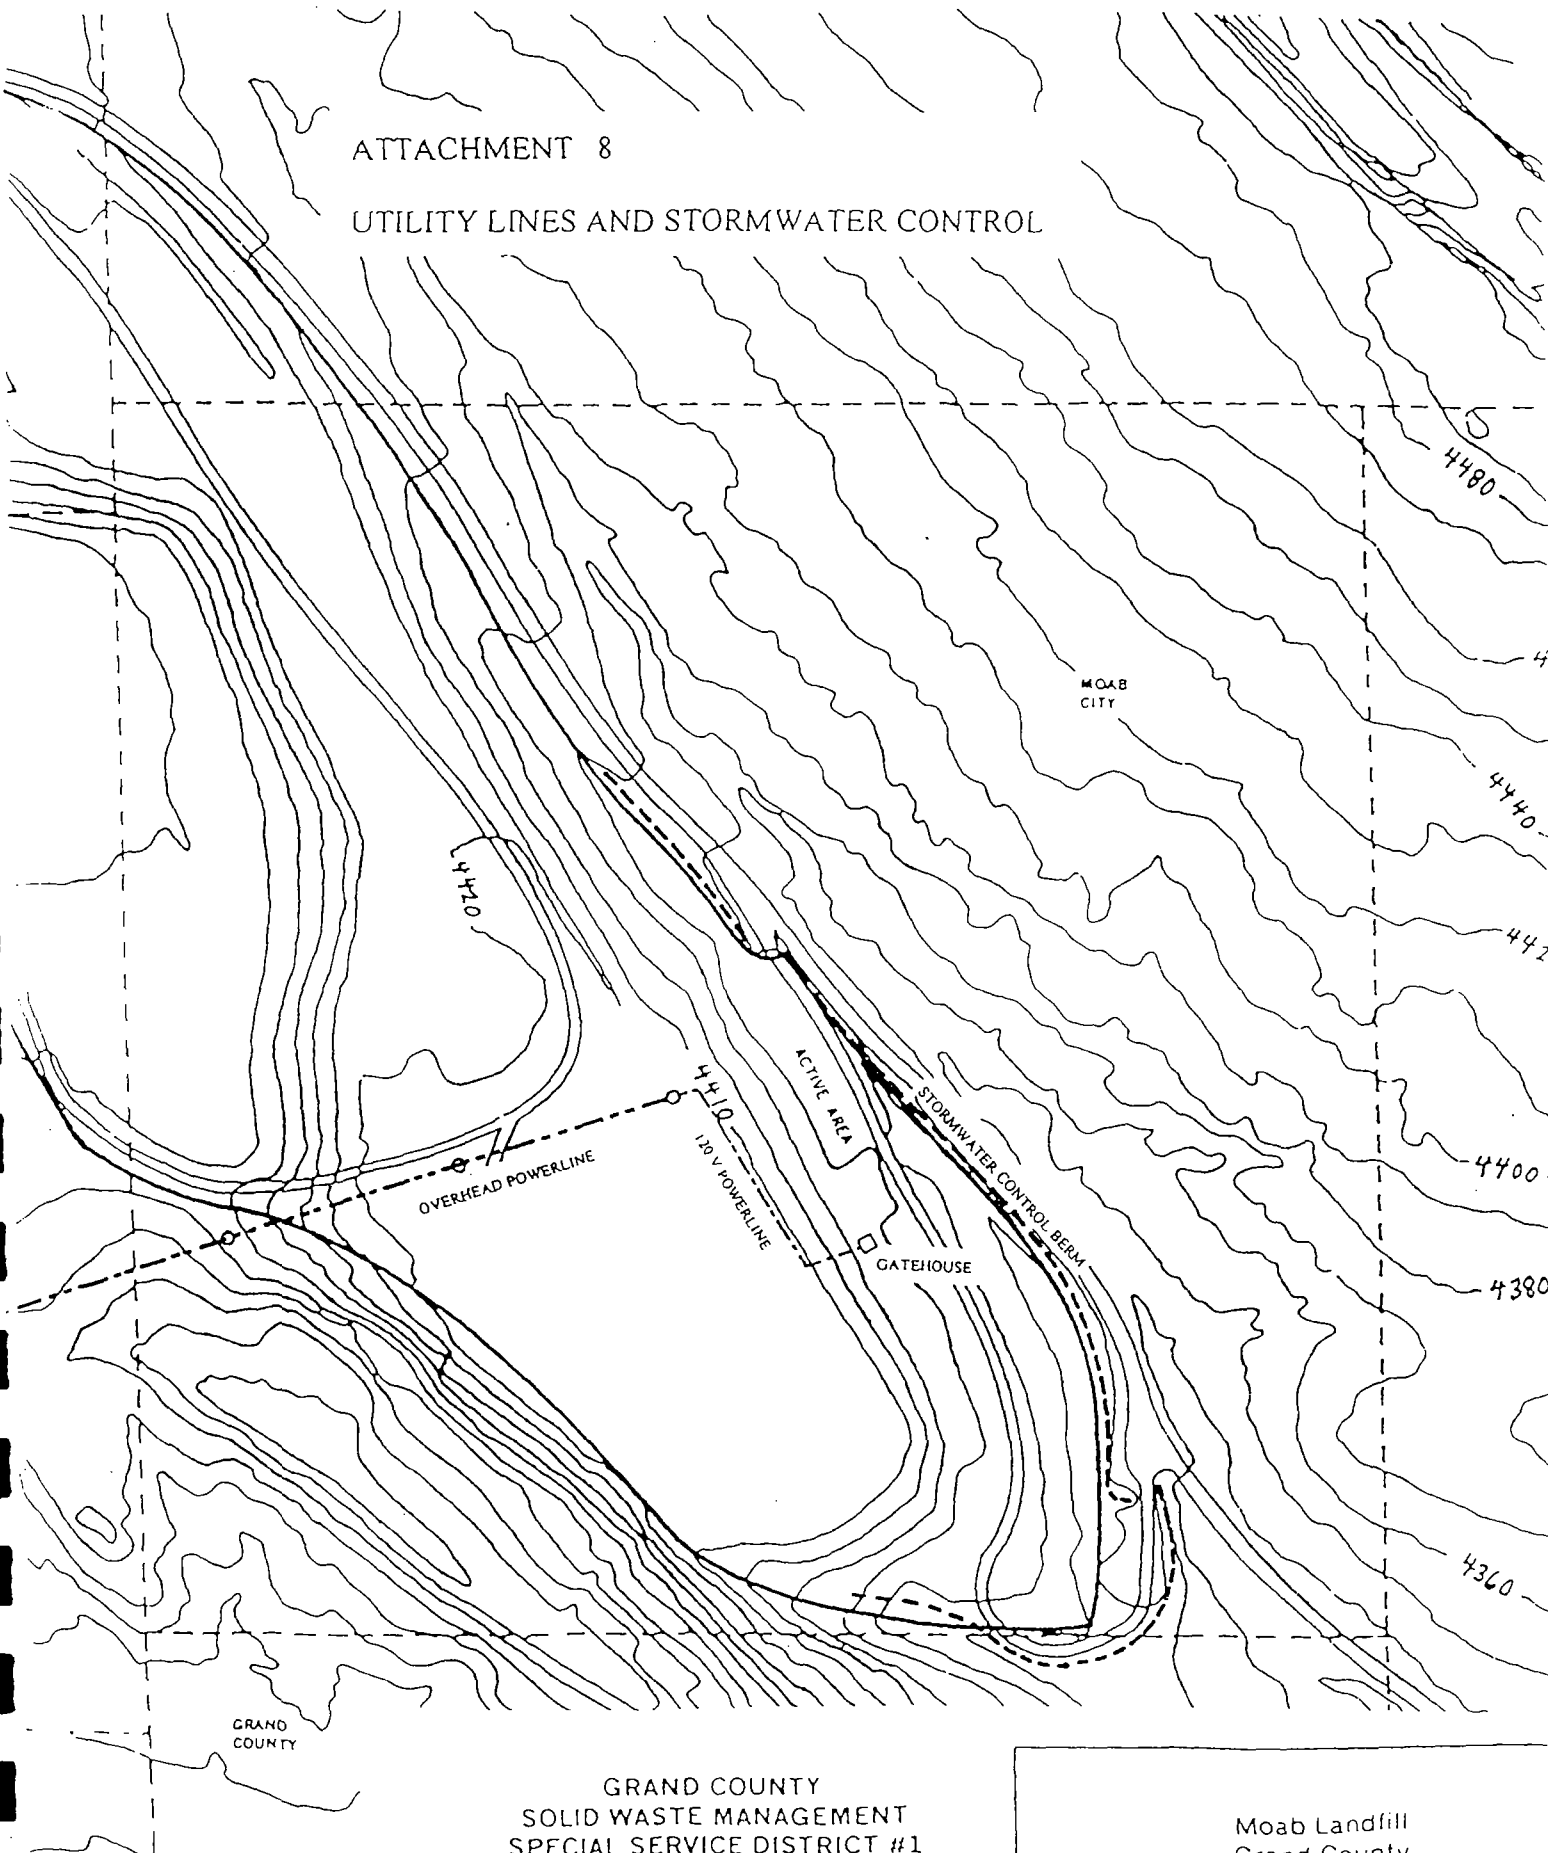 ATTACHMENT 8
UTILITY LINES AND STORMWATER CONTROL
4480
MOAB
CITY
4440
4420
4410
ACTIVE AREA
STORMWATER CONTROL BERM
120 V POWERLINE
OVERHEAD POWERLINE
GATEHOUSE
4400
4380
4360
GRAND
COUNTY
GRAND COUNTY
SOLID WASTE MANAGEMENT
SPECIAL SERVICE DISTRICT #1
Moab Landfill
Grand County